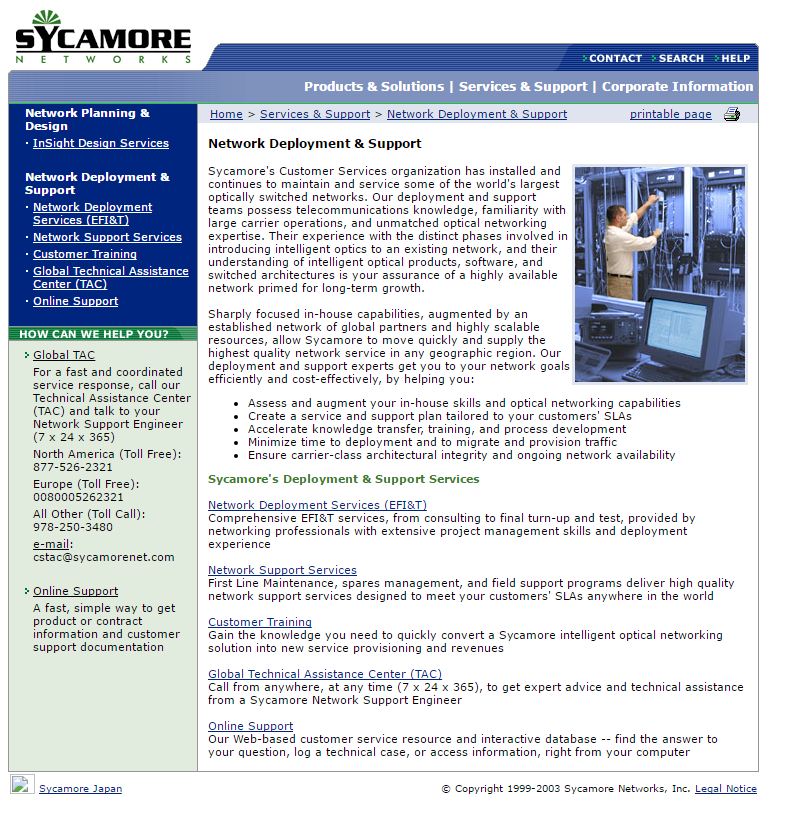 SYCAMORE
NETWORKS
CONTACT SEARCH HELP
Products & Solutions | Services & Support | Corporate Information
Network Planning &
Design
· InSight Design Services
Network Deployment &
Support
· Network Deployment
Services (EFI&T)
· Network Support Services
· Customer Training
· Global Technical Assistance
Center (TAC)
· Online Support
HOW CAN WE HELP YOU?
Global TAC
For a fast and coordinated
service response, call our
Technical Assistance Center
(TAC) and talk to your
Network Support Engineer
(7 x 24 x 365)
North America (Toll Free):
877-526-2321
Europe (Toll Free):
0080005262321
All Other (Toll Call):
978-250-3480
e-mail:
cstac@sycamorenet.com
Online Support
A fast, simple way to get
product or contract
information and customer
support documentation
Home > Services & Support > Network Deployment & Support printable page
Network Deployment & Support
Sycamore's Customer Services organization has installed and
continues to maintain and service some of the world's largest
optically switched networks. Our deployment and support
teams possess telecommunications knowledge, familiarity with
large carrier operations, and unmatched optical networking
expertise. Their experience with the distinct phases involved in
introducing intelligent optics to an existing network, and their
understanding of intelligent optical products, software, and
switched architectures is your assurance of a highly available
network primed for long-term growth.
Sharply focused in-house capabilities, augmented by an
established network of global partners and highly scalable
resources, allow Sycamore to move quickly and supply the
highest quality network service in any geographic region. Our
deployment and support experts get you to your network goals
efficiently and cost-effectively, by helping you:
• Assess and augment your in-house skills and optical networking capabilities
• Create a service and support plan tailored to your customers' SLAs
• Accelerate knowledge transfer, training, and process development
• Minimize time to deployment and to migrate and provision traffic
• Ensure carrier-class architectural integrity and ongoing network availability
Sycamore's Deployment & Support Services
Network Deployment Services (EFI&T)
Comprehensive EFI&T services, from consulting to final turn-up and test, provided by
networking professionals with extensive project management skills and deployment
experience
Network Support Services
First Line Maintenance, spares management, and field support programs deliver high quality
network support services designed to meet your customers' SLAs anywhere in the world
Customer Training
Gain the knowledge you need to quickly convert a Sycamore intelligent optical networking
solution into new service provisioning and revenues
Global Technical Assistance Center (TAC)
Call from anywhere, at any time (7 x 24 x 365), to get expert advice and technical assistance
from a Sycamore Network Support Engineer
Online Support
Our Web-based customer service resource and interactive database -- find the answer to
your question, log a technical case, or access information, right from your computer
Sycamore Japan © Copyright 1999-2003 Sycamore Networks, Inc. Legal Notice